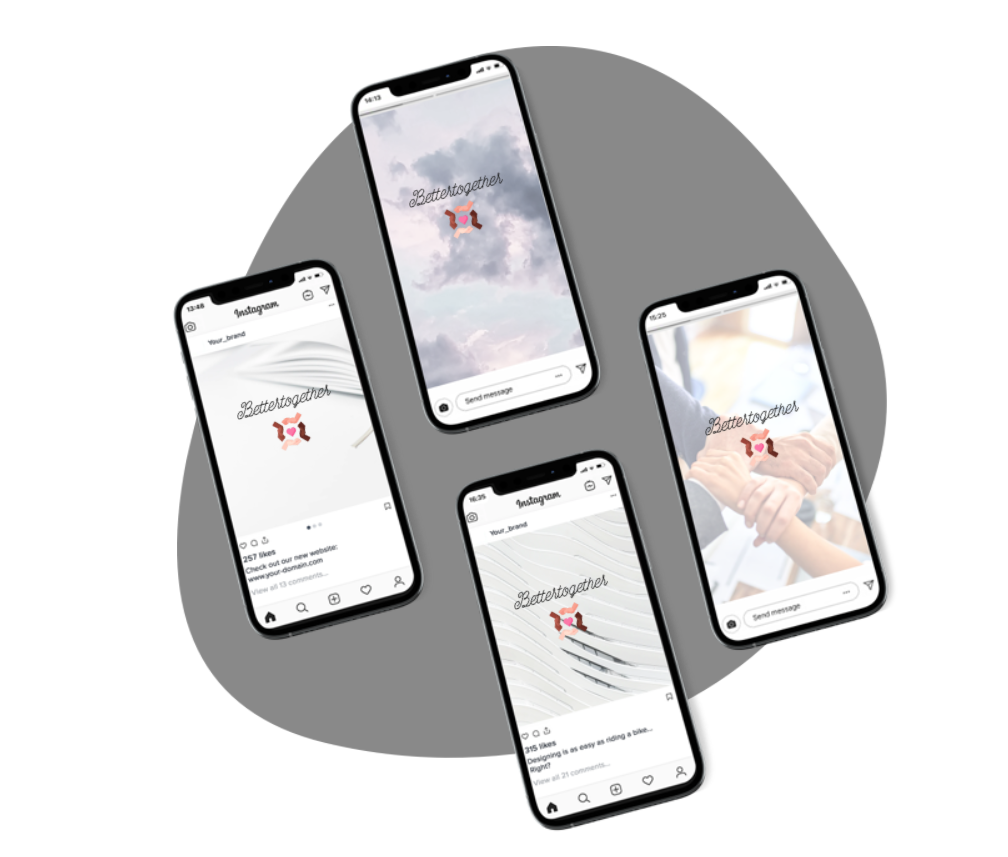 14:13
Bettertogether
Send message
13:48
Instagram
Your_brand
Bettertogether
257 likes
Check out our new website:
www.your-domain.com
View all 13 comments...
15:25
Bettertogether
Send message
16:35
Instagram
Your_brand
Bettertogether
315 likes
Designing is as easy as riding a bike...
Right?
View all 21 comments...